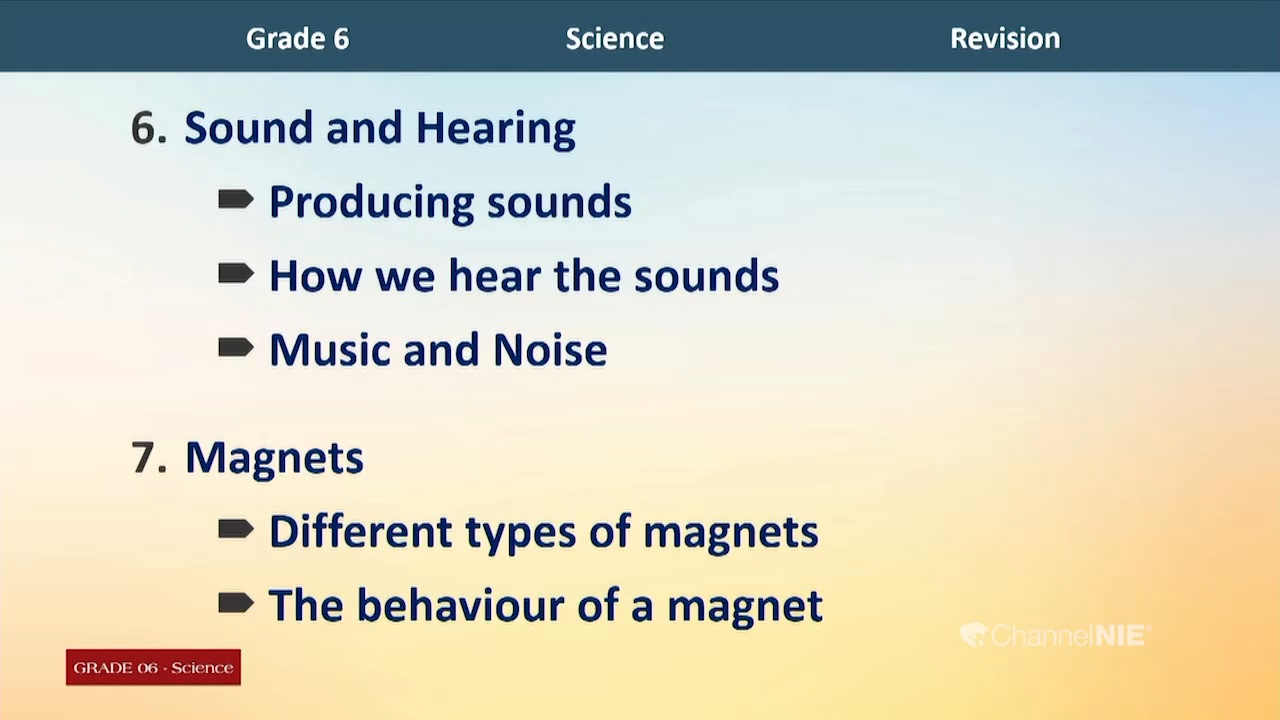 Grade 6 Science Revision
6. Sound and Hearing
Producing sounds
How we hear the sounds
Music and Noise
7. Magnets
Different types of magnets
The behaviour of a magnet
ChannelNIE
GRADE 06 - Science